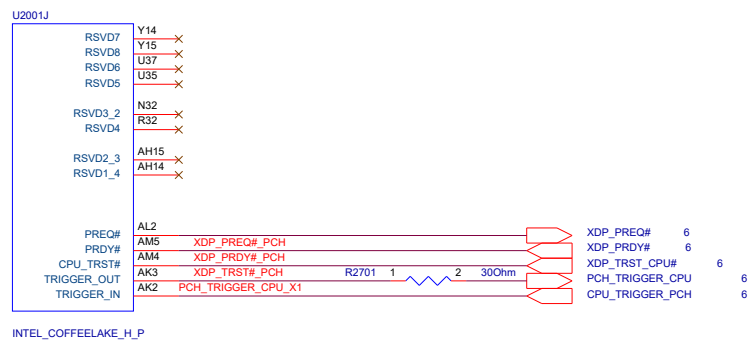 U2001J
RSVD7 Y14
RSVD8 Y15
RSVD6 U37
RSVD5 U35
RSVD3_2 N32
RSVD4 R32
RSVD2_3 AH15
RSVD1_4 AH14
PREQ# AL2 XDP_PREQ# 6
PRDY# AM5 XDP_PREQ#_PCH XDP_PRDY# 6
CPU_TRST# AM4 XDP_PRDY#_PCH XDP_TRST_CPU# 6
TRIGGER_OUT AK3 XDP_TRST#_PCH R2701 1 2 30Ohm PCH_TRIGGER_CPU 6
TRIGGER_IN AK2 PCH_TRIGGER_CPU_X1 CPU_TRIGGER_PCH 6
INTEL_COFFEELAKE_H_P